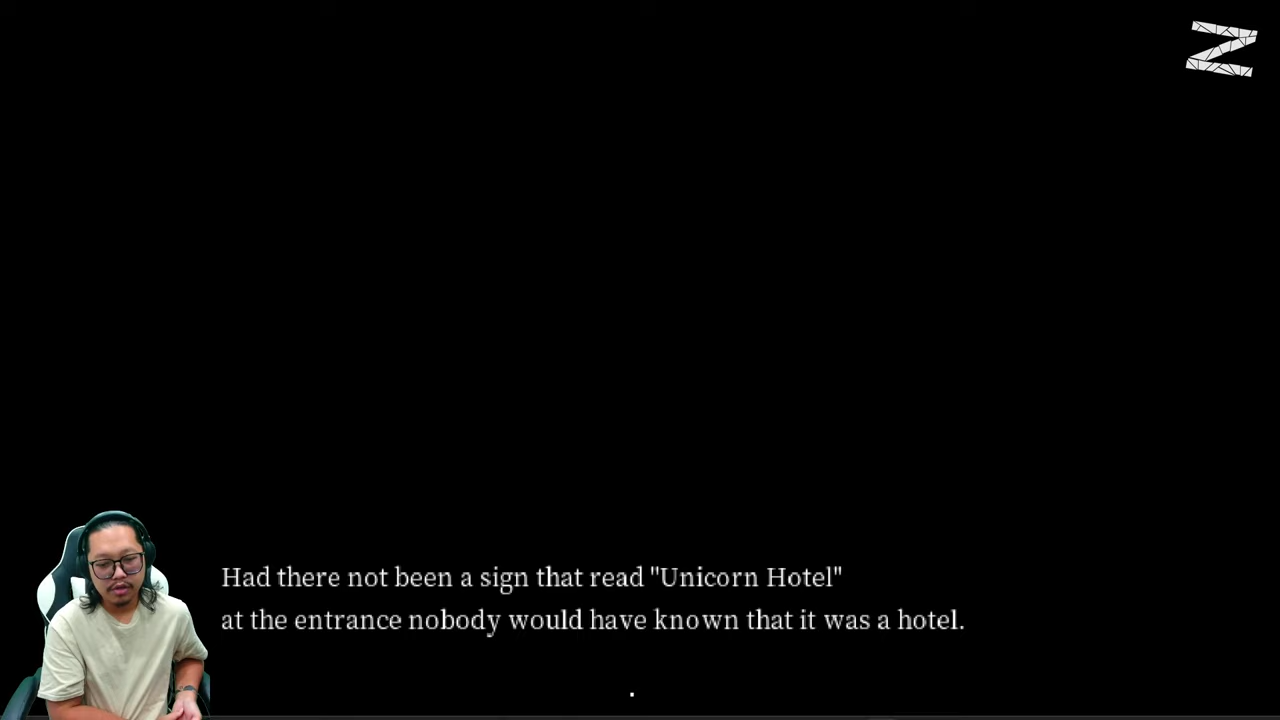 Z
Had there not been a sign that read "Unicorn Hotel"
at the entrance nobody would have known that it was a hotel.
.